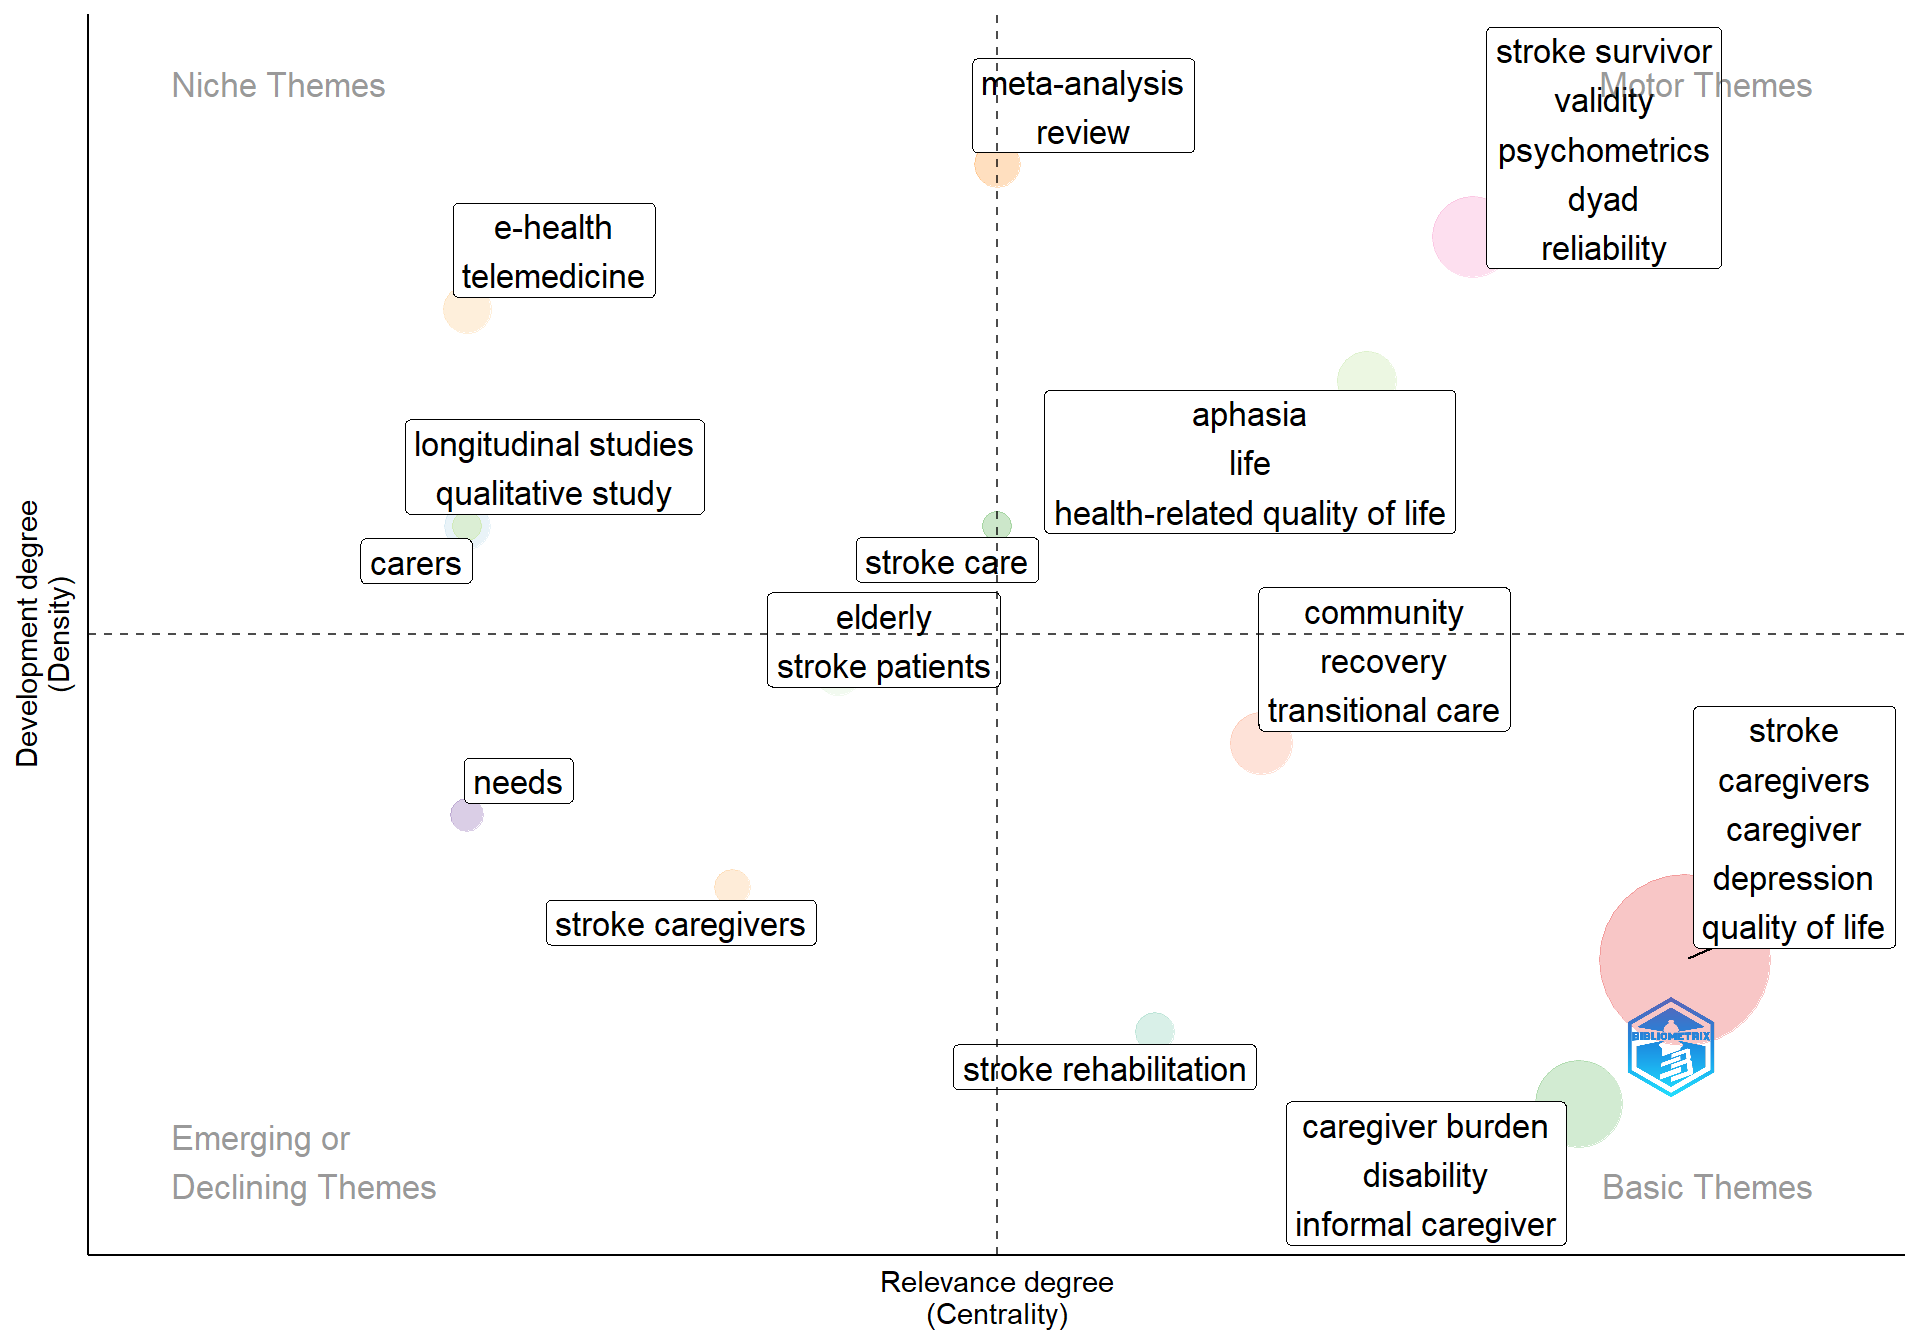 Niche Themes
Motor Themes
meta-analysis
review
stroke survivor
validity
psychometrics
dyad
reliability
e-health
telemedicine
longitudinal studies
qualitative study
carers
stroke care
aphasia
life
health-related quality of life
elderly
stroke patients
community
recovery
transitional care
needs
stroke caregivers
stroke
caregivers
caregiver
depression
quality of life
BIBLIOMETRIX
stroke rehabilitation
caregiver burden
disability
informal caregiver
Emerging or
Declining Themes
Basic Themes
Development degree
(Density)
Relevance degree
(Centrality)